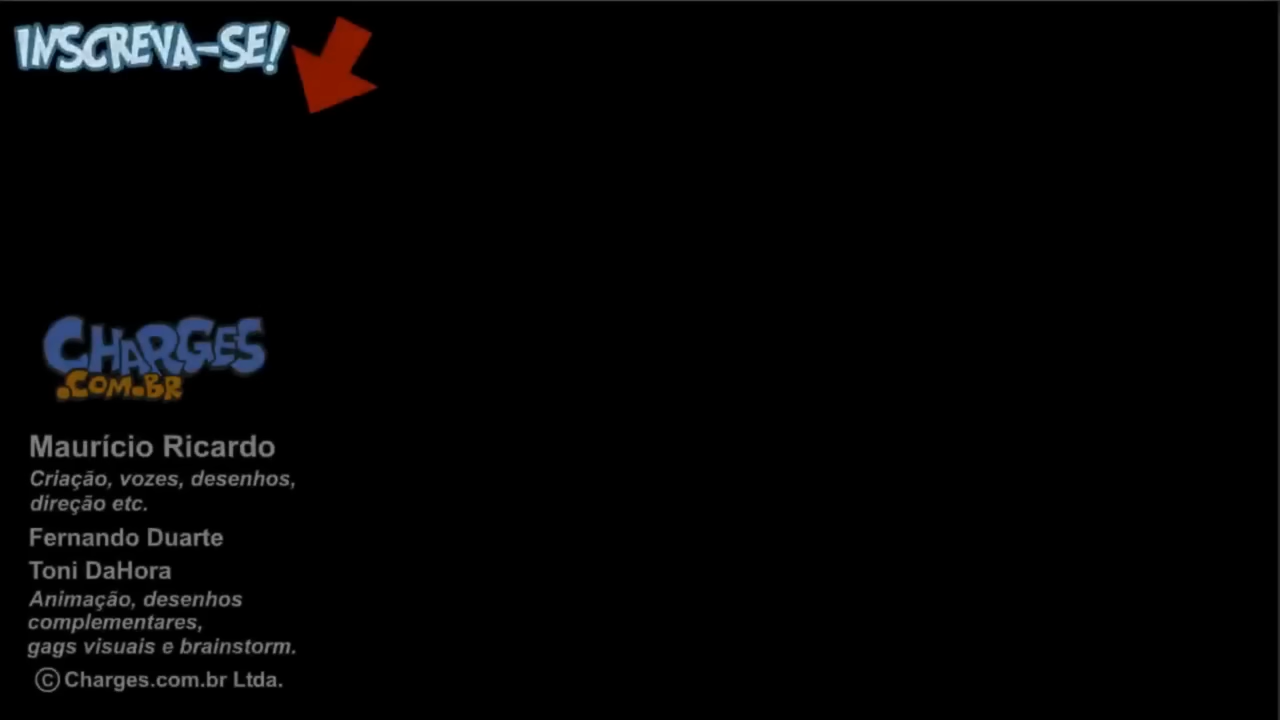 INSCREVA-SE!
CHARGES
.COM.BR
Maurício Ricardo
Criação, vozes, desenhos,
direção etc.
Fernando Duarte
Toni DaHora
Animação, desenhos
complementares,
gags visuais e brainstorm.
©Charges.com.br Ltda.